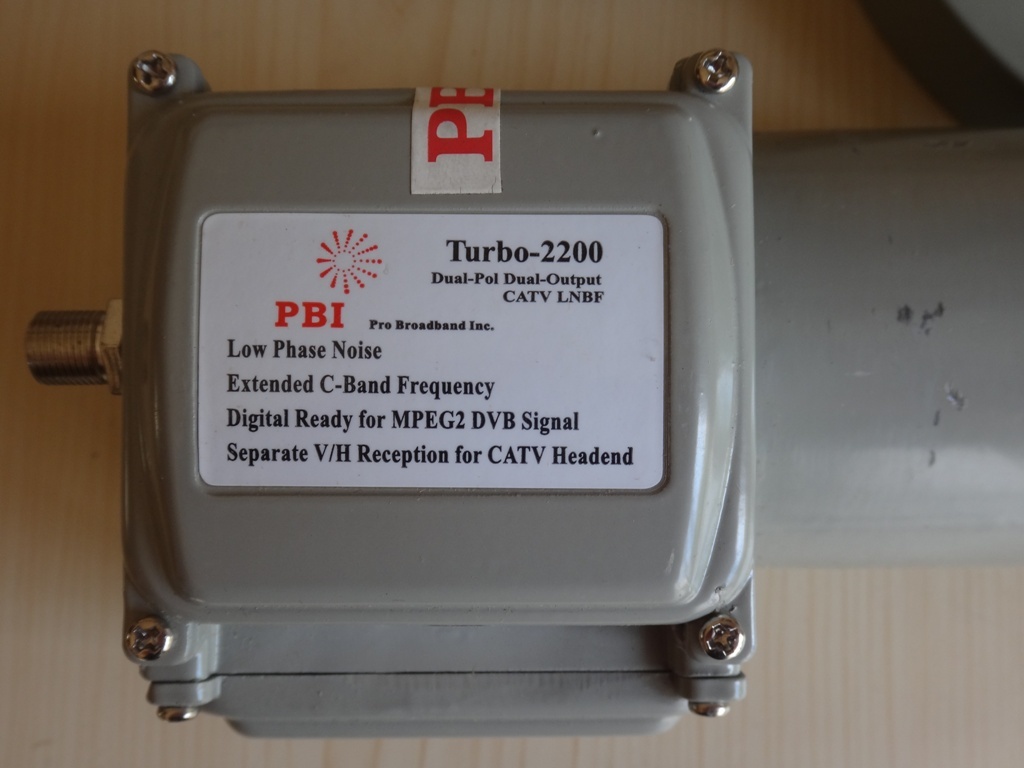 PBI
Turbo-2200
Dual-Pol Dual-Output
CATV LNBF
PBI Pro Broadband Inc.
Low Phase Noise
Extended C-Band Frequency
Digital Ready for MPEG2 DVB Signal
Separate V/H Reception for CATV Headend